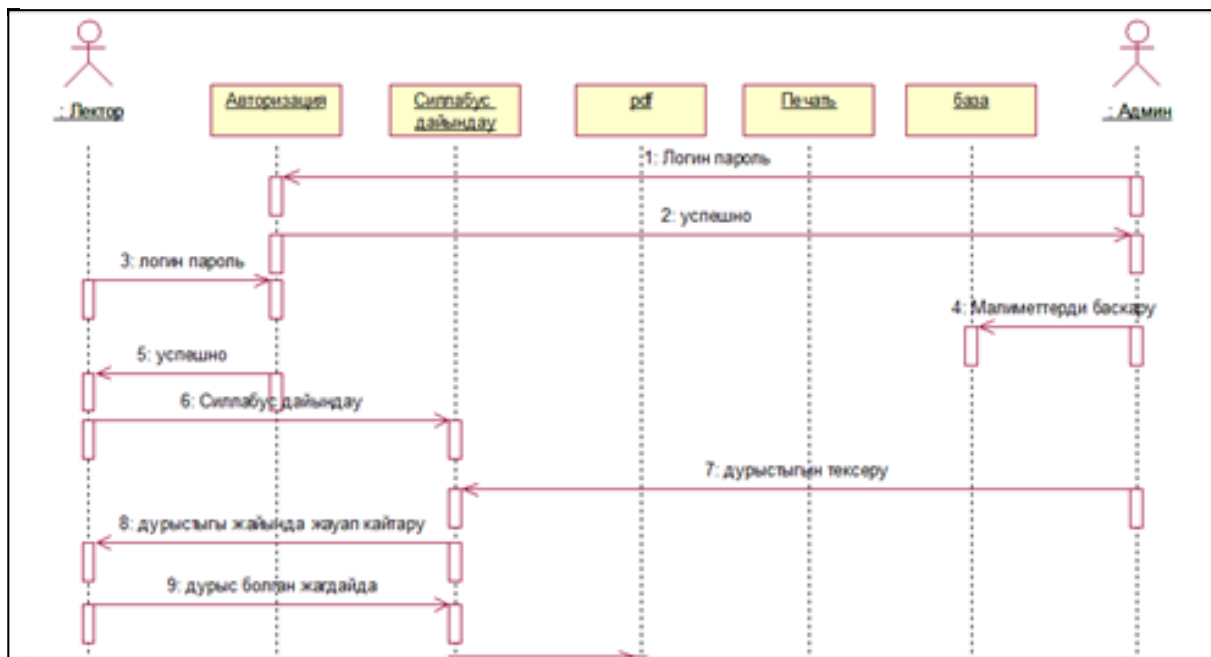 : Лектор
Авторизация
Силлабус
дайындау
pdf
Печать
база
: Админ
1: Логин пароль
2: успешно
3: логин пароль
4: Малиметтерди баскару
5: успешно
6: Силлабус дайындау
7: дурыстыгын тексеру
8: дурыстыгы жайында жауап кайтару
9: дурыс болган жагдайда